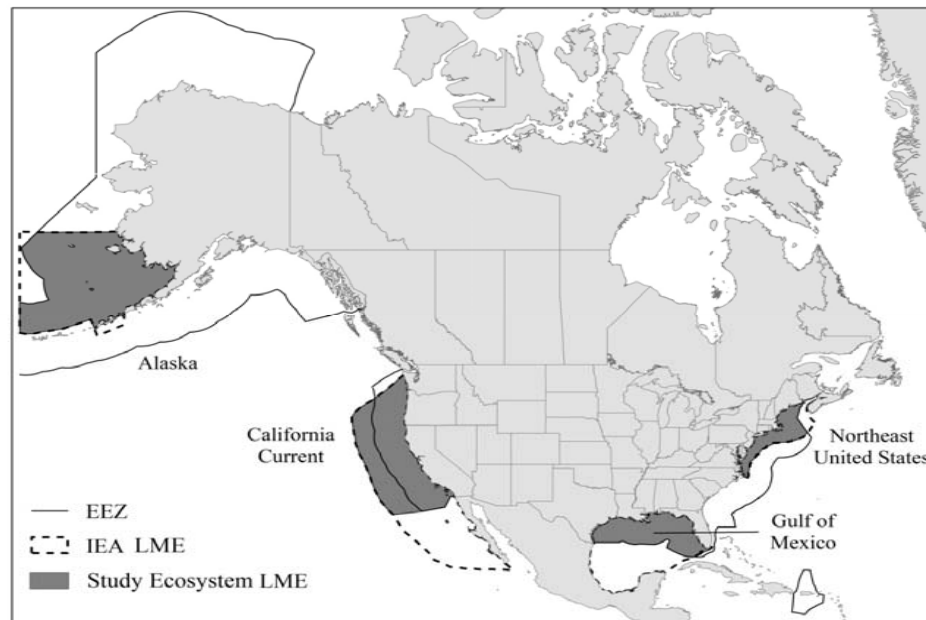 Alaska
California
Current
Northeast
United States
Gulf of
Mexico
EEZ
IEA LME
Study Ecosystem LME